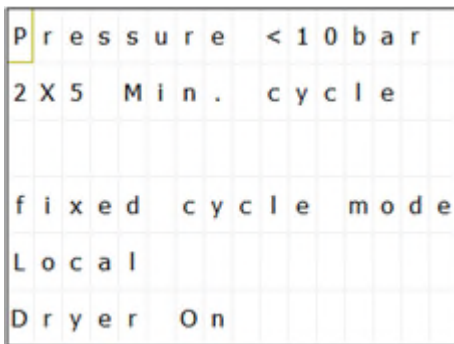 Pressure <10bar
2X5 Min. cycle
fixed cycle mode
Local
Dryer On